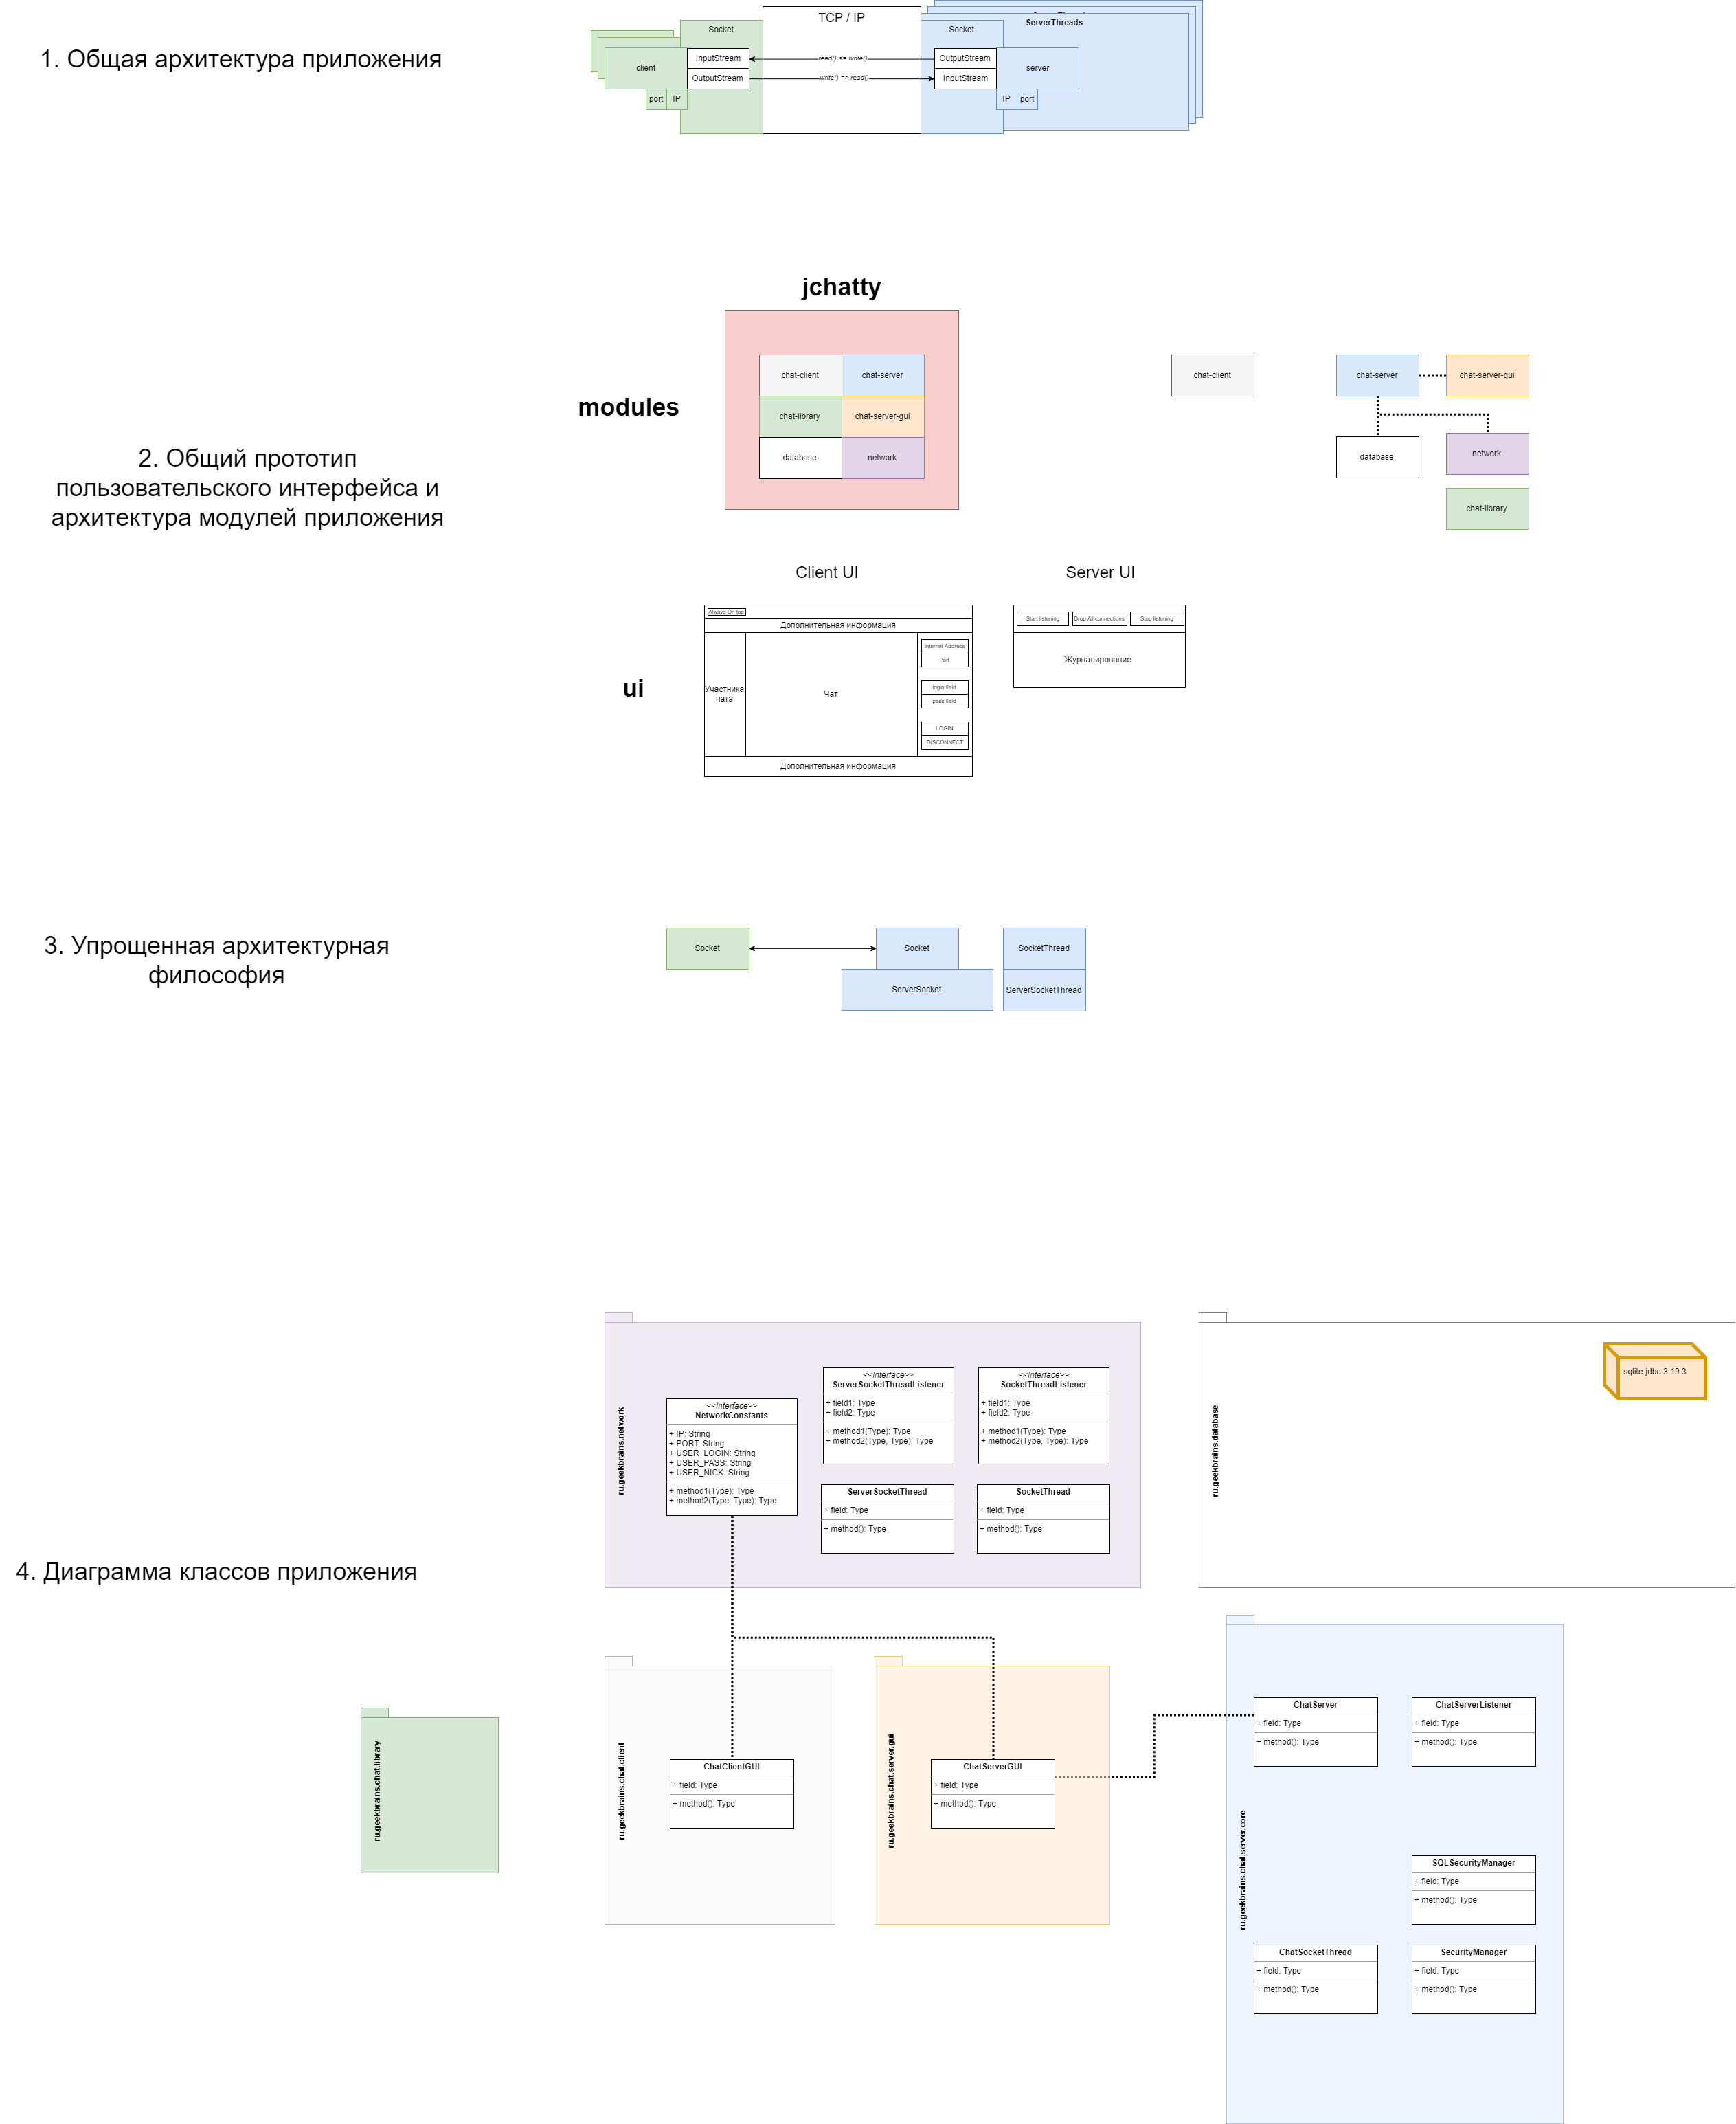 1. Общая архитектура приложения
TCP / IP
ServerThreads
Socket
Socket
client
InputStream
OutputStream
read() <= write()
write() => read()
OutputStream
InputStream
server
port
IP
IP
port
jchatty
modules
chat-client
chat-server
chat-library
chat-server-gui
database
network
chat-client
chat-server
chat-server-gui
database
network
chat-library
2. Общий прототип
пользовательского интерфейса и
архитектура модулей приложения
Client UI
Server UI
ui
Always On top
Дополнительная информация
Участника
чата
Чат
Internet Address
Port
login field
pass field
LOGIN
DISCONNECT
Дополнительная информация
Start listening
Drop All connections
Stop listening
Журналирование
3. Упрощенная архитектурная
философия
Socket
Socket
ServerSocket
SocketThread
ServerSocketThread
4. Диаграмма классов приложения
ru.geekbrains.network
<<Interface>>
NetworkConstants
+ IP: String
+ PORT: String
+ USER_LOGIN: String
+ USER_PASS: String
+ USER_NICK: String
+ method1(Type): Type
+ method2(Type, Type): Type
<<Interface>>
ServerSocketThreadListener
+ field1: Type
+ field2: Type
+ method1(Type): Type
+ method2(Type, Type): Type
<<Interface>>
SocketThreadListener
+ field1: Type
+ field2: Type
+ method1(Type): Type
+ method2(Type, Type): Type
ServerSocketThread
+ field: Type
+ method(): Type
SocketThread
+ field: Type
+ method(): Type
ru.geekbrains.database
sqlite-jdbc-3.19.3
ru.geekbrains.chat.library
ru.geekbrains.chat.client
ChatClientGUI
+ field: Type
+ method(): Type
ru.geekbrains.chat.server.gui
ChatServerGUI
+ field: Type
+ method(): Type
ru.geekbrains.chat.server.core
ChatServer
+ field: Type
+ method(): Type
ChatServerListener
+ field: Type
+ method(): Type
SQLSecurityManager
+ field: Type
+ method(): Type
ChatSocketThread
+ field: Type
+ method(): Type
SecurityManager
+ field: Type
+ method(): Type